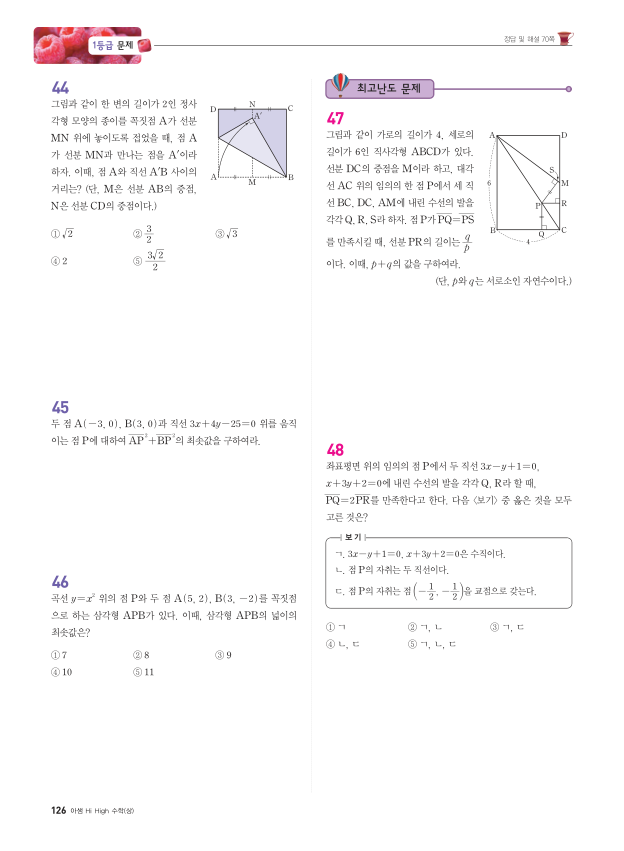 1등급 문제
정답 및 해설 70쪽
44
그림과 같이 한 변의 길이가 2인 정사
각형 모양의 종이를 꼭짓점 A가 선분
MN 위에 놓이도록 접었을 때, 점 A
가 선분 MN과 만나는 점을 A′이라
하자. 이때, 점 A와 직선 A′B 사이의
거리는? (단, M은 선분 AB의 중점,
N은 선분 CD의 중점이다.)
D N C
A′
A M B
① √2 ② 3/2 ③ √3
④ 2 ⑤ 3√2/2
45
두 점 A(−3, 0), B(3, 0)과 직선 3x+4y−25=0 위를 움직
이는 점 P에 대하여 AP²+BP²의 최솟값을 구하여라.
46
곡선 y=x² 위의 점 P와 두 점 A(5, 2), B(3, −2)를 꼭짓점
으로 하는 삼각형 APB가 있다. 이때, 삼각형 APB의 넓이의
최솟값은?
① 7 ② 8 ③ 9
④ 10 ⑤ 11
최고난도 문제
47
그림과 같이 가로의 길이가 4, 세로의
길이가 6인 직사각형 ABCD가 있다.
선분 DC의 중점을 M이라 하고, 대각
선 AC 위의 임의의 한 점 P에서 세 직
선 BC, DC, AM에 내린 수선의 발을
각각 Q, R, S라 하자. 점 P가 PQ=PS
를 만족시킬 때, 선분 PR의 길이는 q/p
이다. 이때, p+q의 값을 구하여라.
(단, p와 q는 서로소인 자연수이다.)
A D
S
6 M
P R
B Q C
4
48
좌표평면 위의 임의의 점 P에서 두 직선 3x−y+1=0,
x+3y+2=0에 내린 수선의 발을 각각 Q, R라 할 때,
PQ=2PR를 만족한다고 한다. 다음 〈보기〉 중 옳은 것을 모두
고른 것은?
보기
ㄱ. 3x−y+1=0, x+3y+2=0은 수직이다.
ㄴ. 점 P의 자취는 두 직선이다.
ㄷ. 점 P의 자취는 점 (−1/2, −1/2)을 교점으로 갖는다.
① ㄱ ② ㄱ, ㄴ ③ ㄱ, ㄷ
④ ㄴ, ㄷ ⑤ ㄱ, ㄴ, ㄷ
126 아샘 Hi High 수학(상)